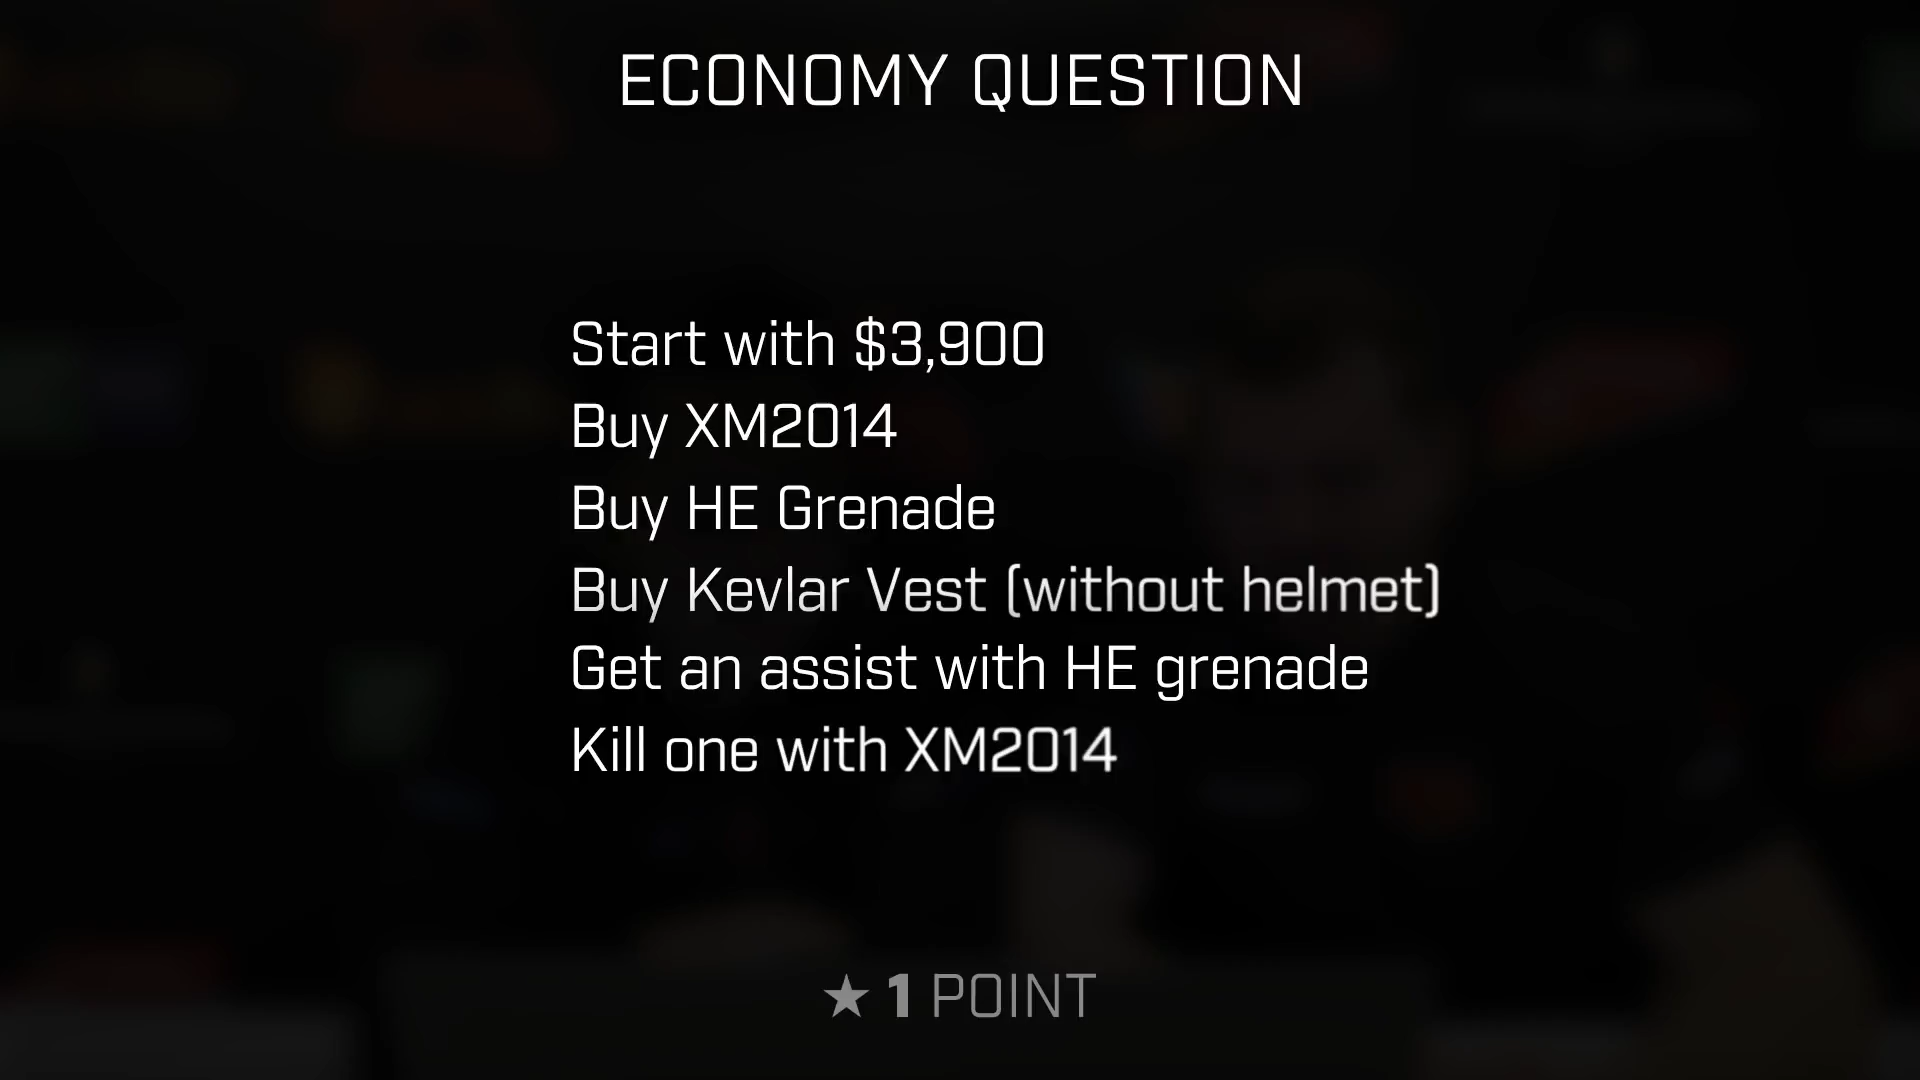 ECONOMY QUESTION
Start with $3,900
Buy XM2014
Buy HE Grenade
Buy Kevlar Vest (without helmet)
Get an assist with HE grenade
Kill one with XM2014
★ 1 POINT